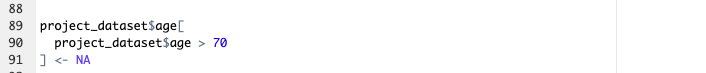 88
89 project_dataset$age[
90   project_dataset$age > 70
91 ] <- NA